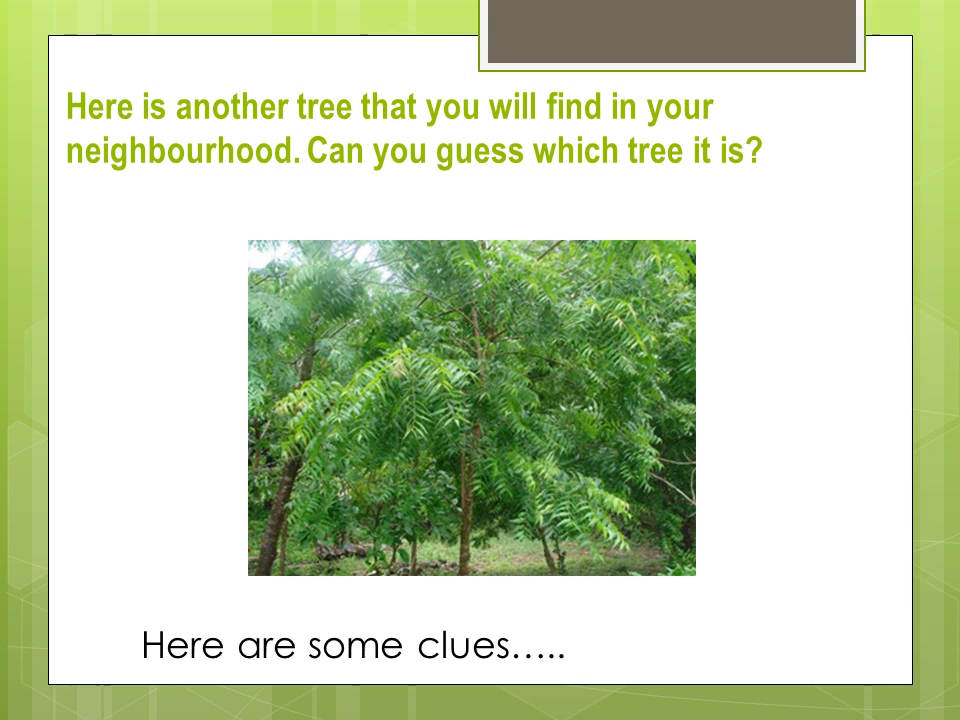 Here is another tree that you will find in your
neighbourhood. Can you guess which tree it is?
Here are some clues…..